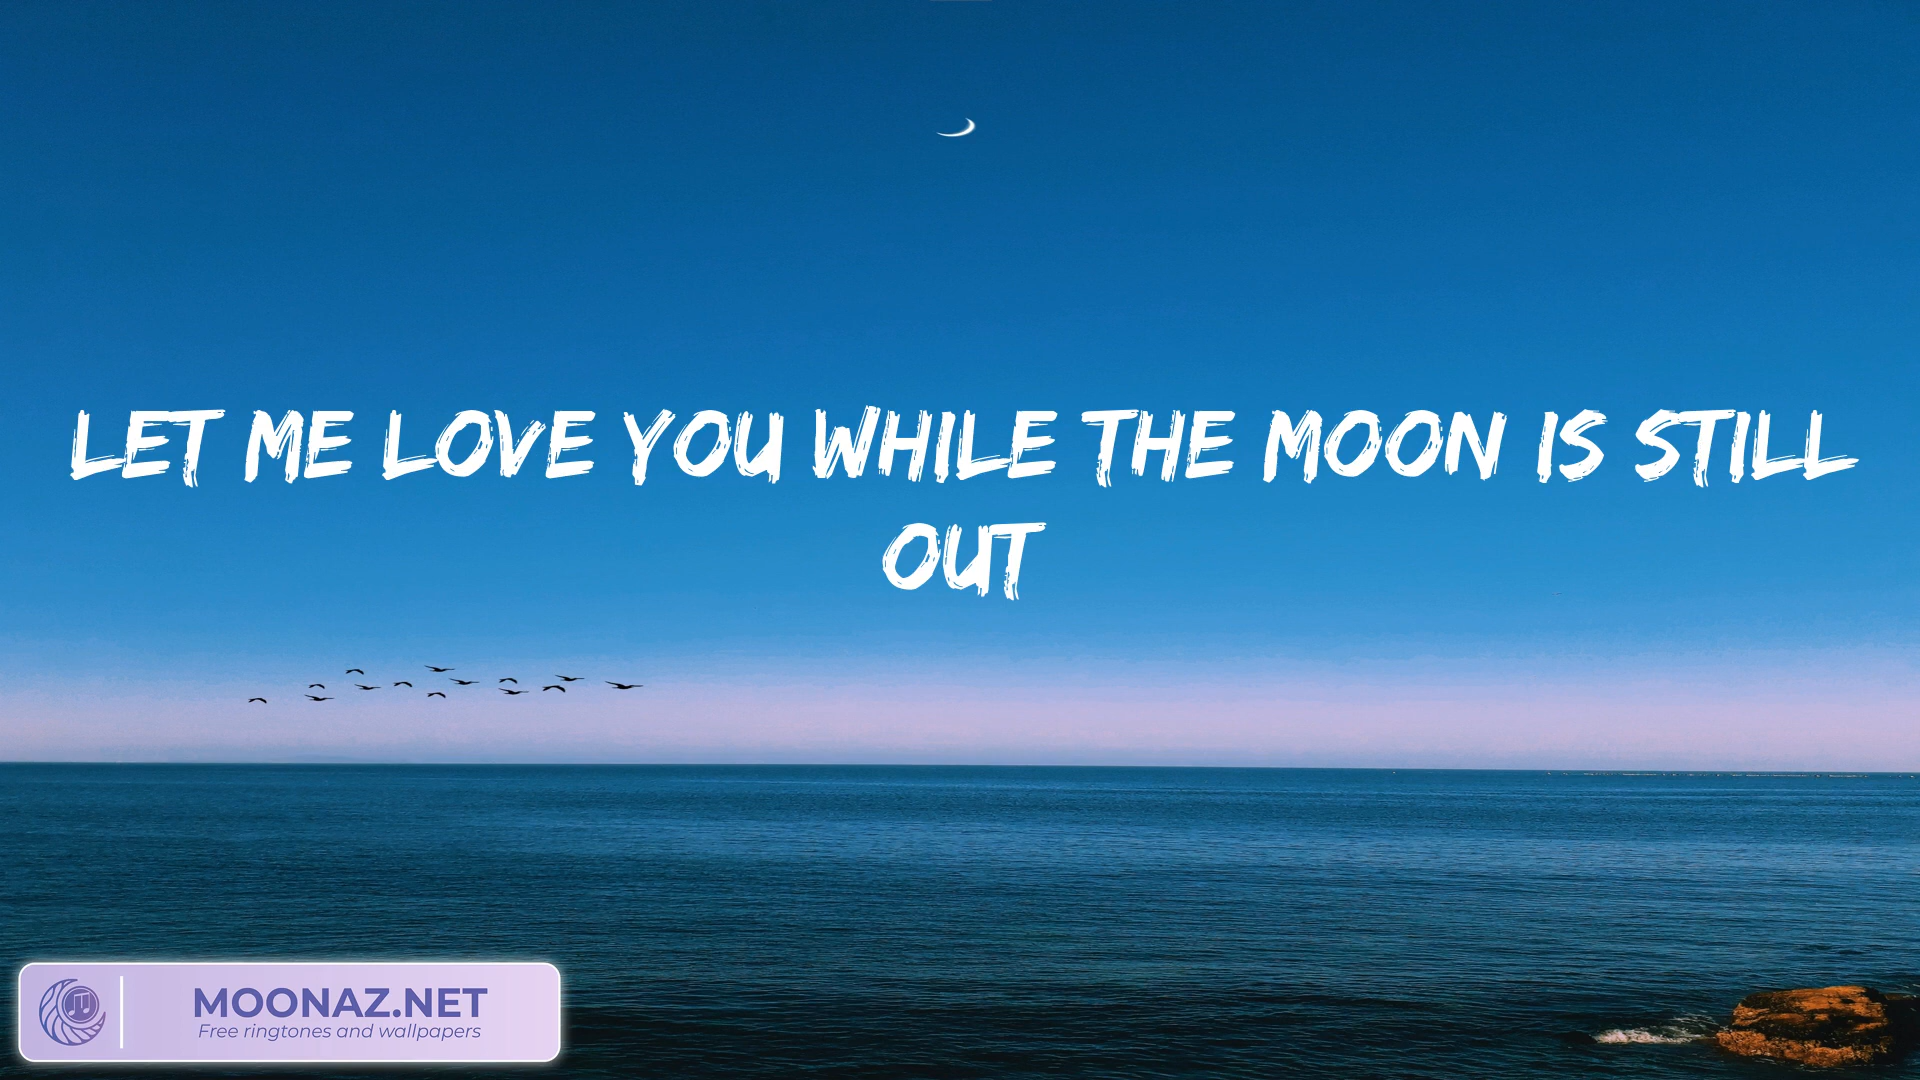 LET ME LOVE YOU WHILE THE MOON IS STILL
OUT
MOONAZ.NET
Free ringtones and wallpapers